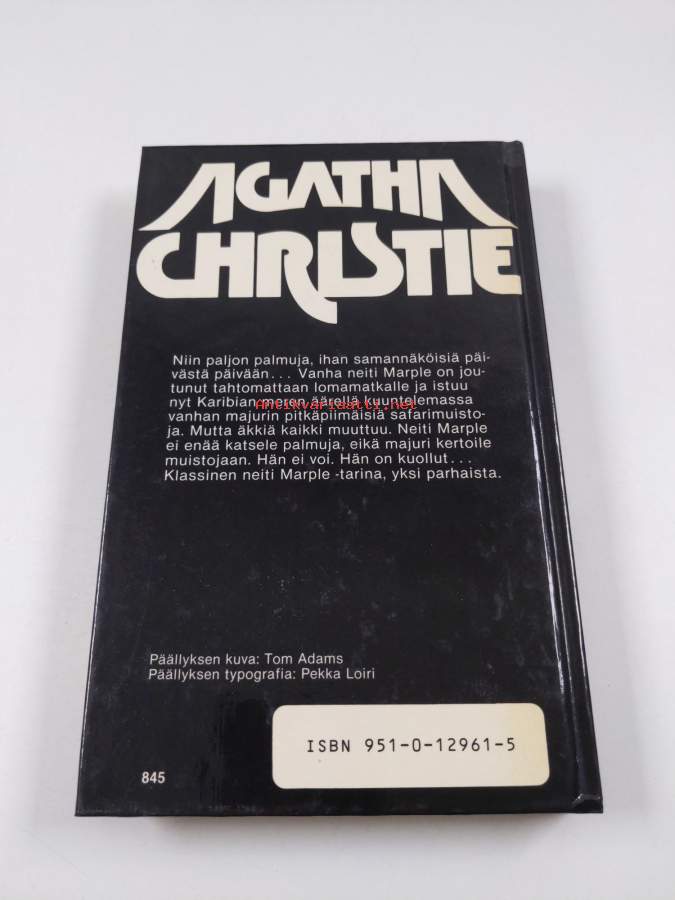 AGATHA
CHRISTIE
Niin paljon palmuja, ihan samannäköisiä päi-
västä päivään... Vanha neiti Marple on jou-
tunut tahtomattaan lomamatkalle ja istuu
nyt Karibianmeren äärellä kuuntelemassa
Antikvariaatti.net
vanhan majurin pitkäpiimäisiä safarimuisto-
ja. Mutta äkkiä kaikki muuttuu. Neiti Marple
ei enää katsele palmuja, eikä majuri kertoile
muistojaan. Hän ei voi. Hän on kuollut...
Klassinen neiti Marple -tarina, yksi parhaista.
Päällyksen kuva: Tom Adams
Päällyksen typografia: Pekka Loiri
ISBN 951-0-12961-5
845